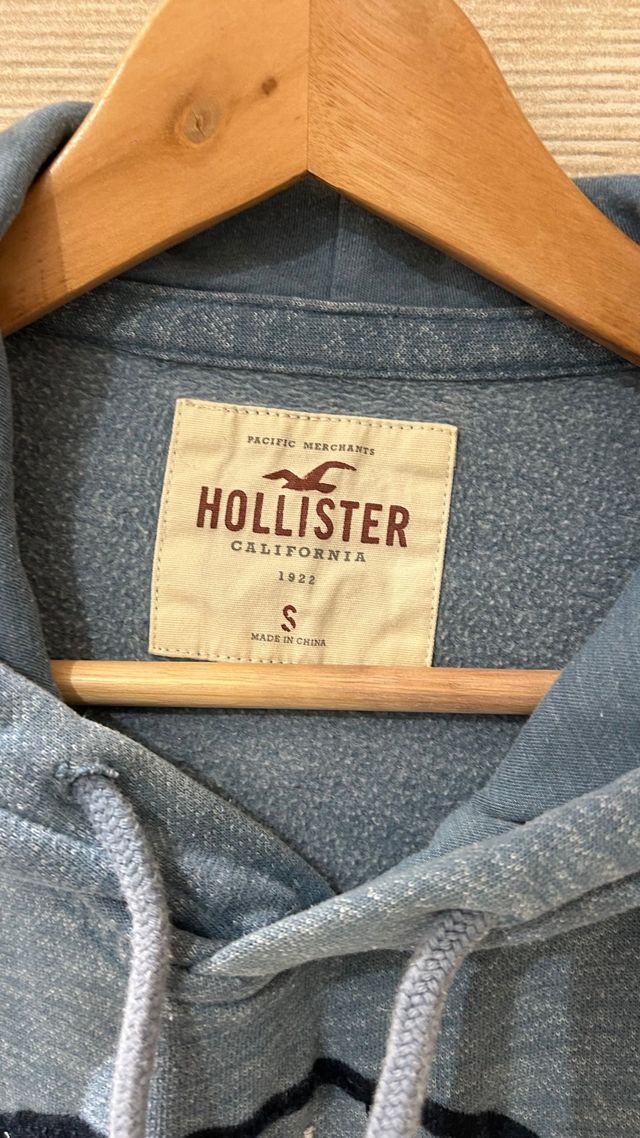 PACIFIC MERCHANTS
HOLLISTER
CALIFORNIA
1922
S
MADE IN CHINA